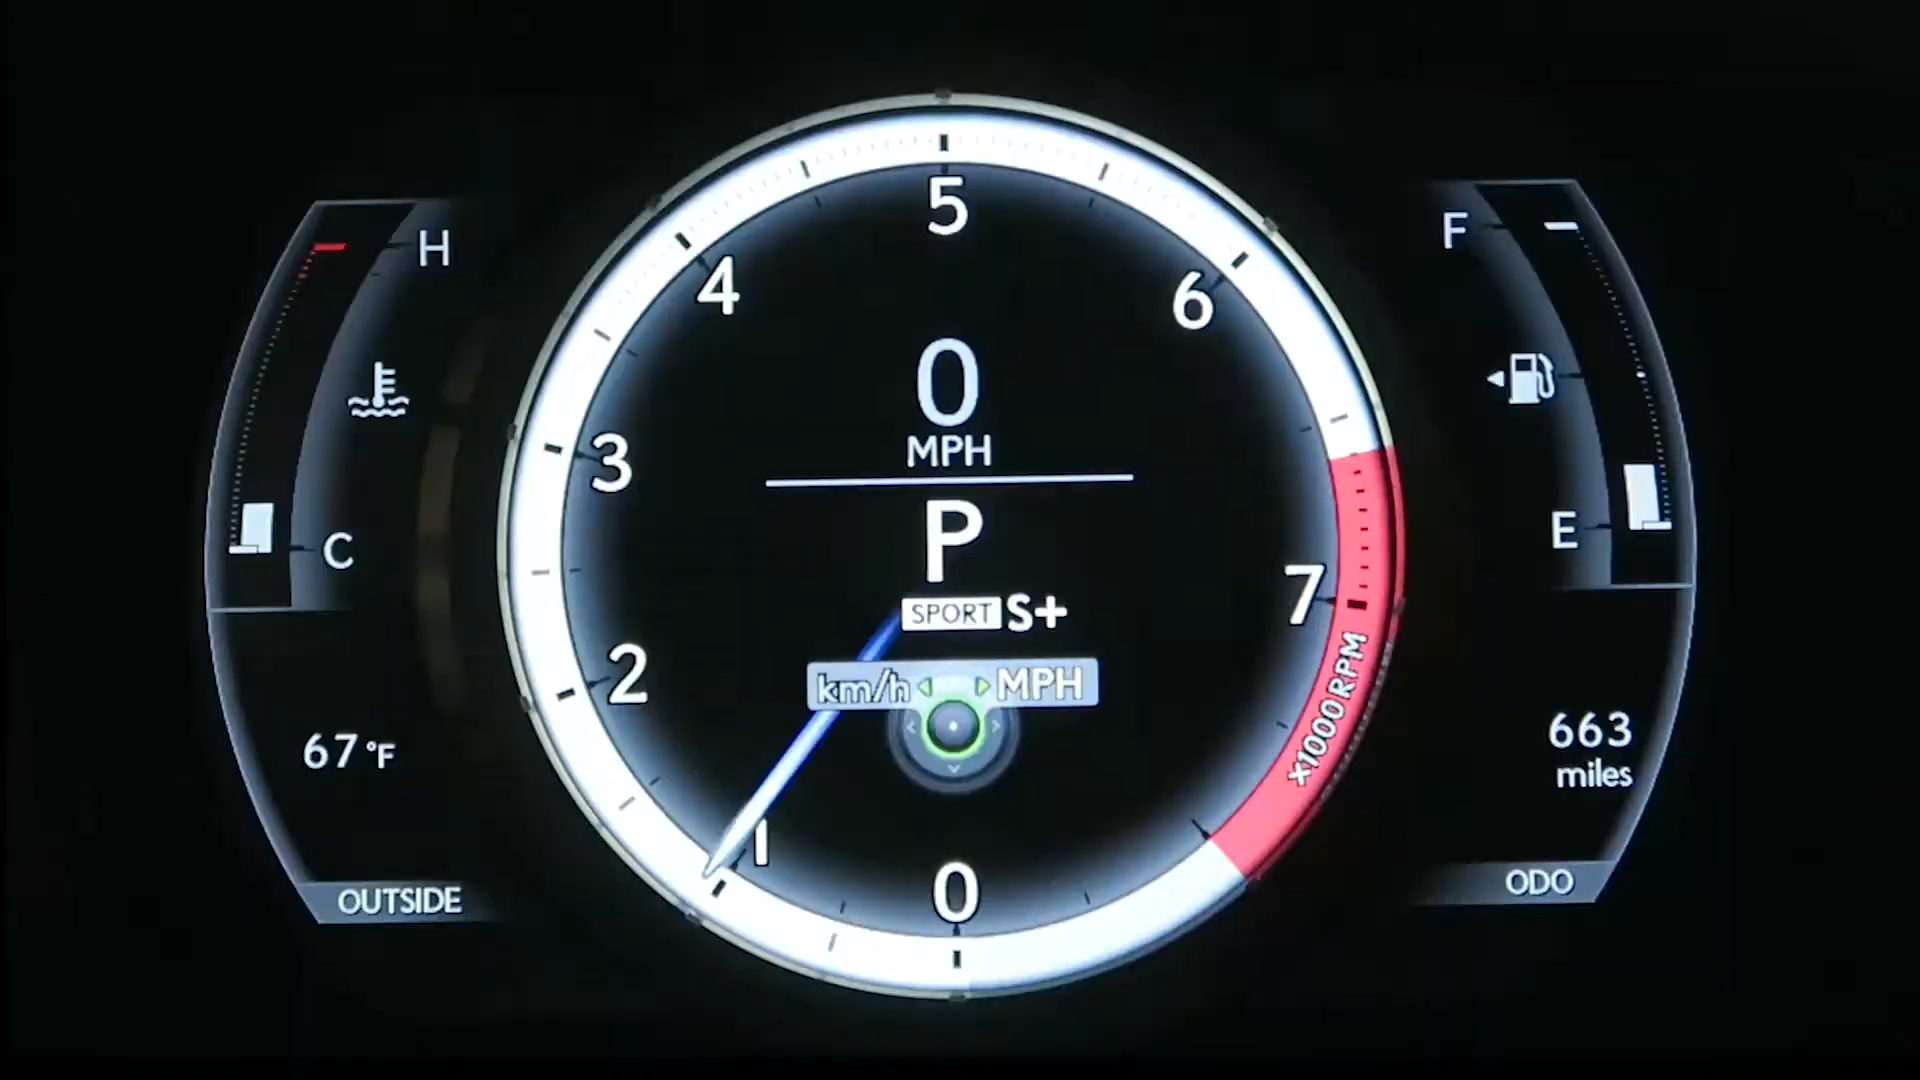 H
C
67 °F
OUTSIDE
5
4
6
3
7
2
1
0
x1000 RPM
0
MPH
P
SPORT S+
km/h MPH
F
E
663
miles
ODO